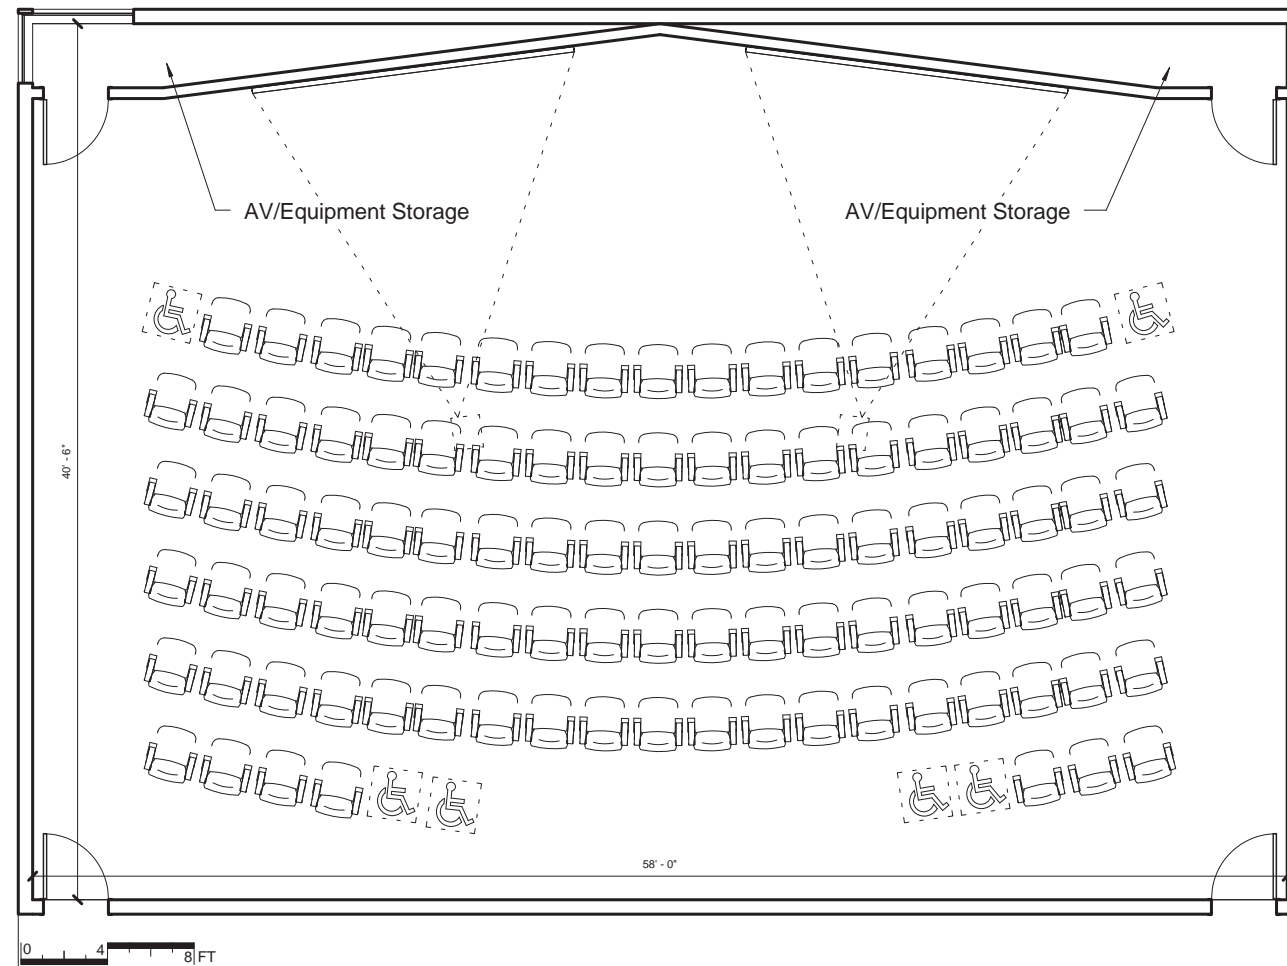 AV/Equipment Storage
AV/Equipment Storage
40' - 6"
58' - 0"
0 4 8 FT